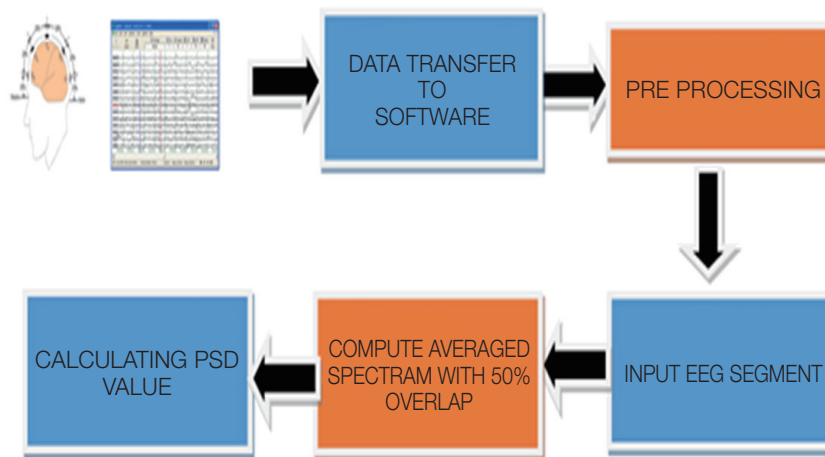 DATA TRANSFER
TO
SOFTWARE
PRE PROCESSING
INPUT EEG SEGMENT
COMPUTE AVERAGED
SPECTRAM WITH 50%
OVERLAP
CALCULATING PSD
VALUE